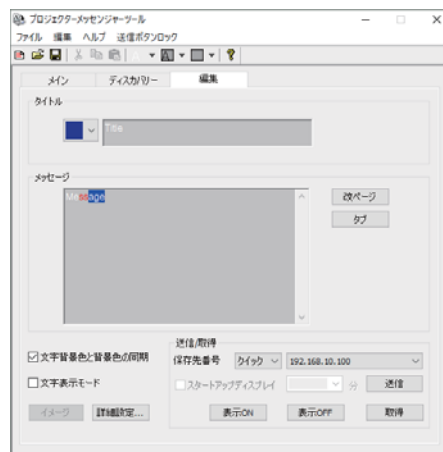 プロジェクターメッセンジャーツール
ファイル 編集 ヘルプ 送信ボタンロック
メイン ディスカバリー 編集
タイトル
Title
メッセージ
Message
改ページ
タブ
文字背景色と背景色の同期
文字表示モード
イメージ 詳細設定...
送信/取得
保存先番号 クイック 192.168.10.100
スタートアップディスプレイ 分 送信
表示ON 表示OFF 取得